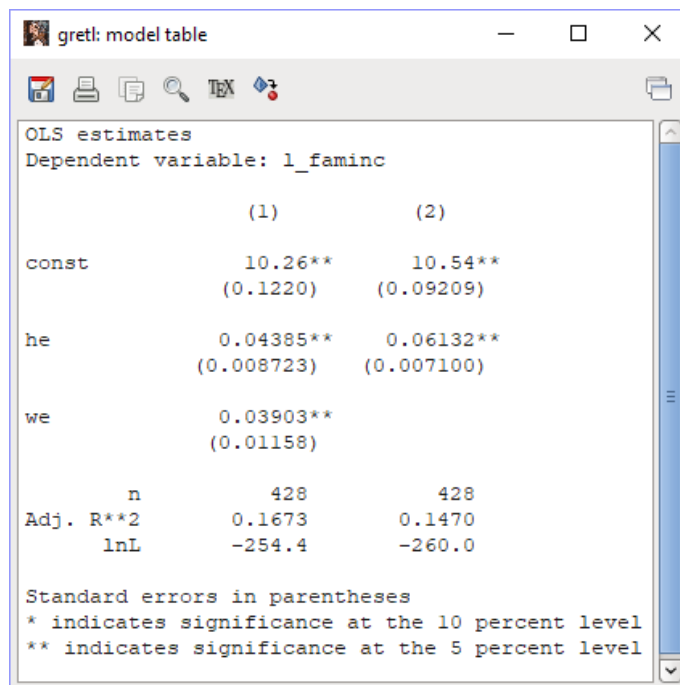 gretl: model table
TEX
OLS estimates
Dependent variable: l_faminc
(1) (2)
const 10.26** 10.54**
(0.1220) (0.09209)
he 0.04385** 0.06132**
(0.008723) (0.007100)
we 0.03903**
(0.01158)
n 428 428
Adj. R**2 0.1673 0.1470
lnL -254.4 -260.0
Standard errors in parentheses
* indicates significance at the 10 percent level
** indicates significance at the 5 percent level